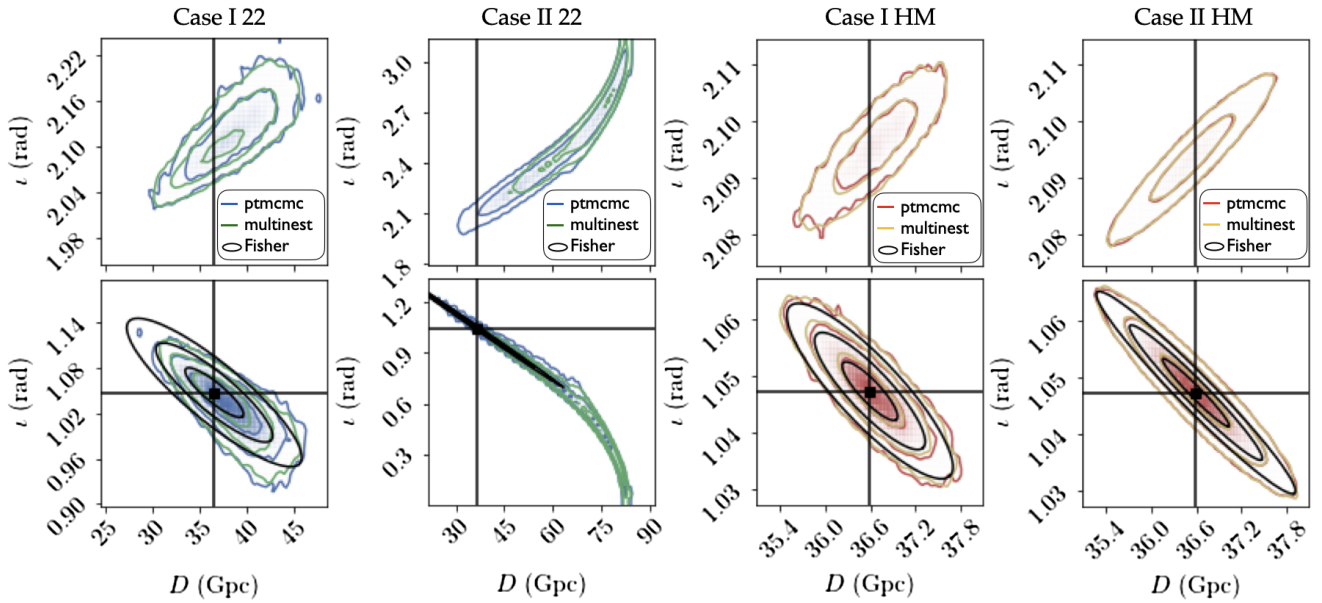 Case I 22
Case II 22
Case I HM
Case II HM
ι (rad)
2.22
2.16
2.10
2.04
1.98
ptmcmc
multinest
Fisher
ι (rad)
3.0
2.7
2.4
2.1
1.8
ptmcmc
multinest
Fisher
ι (rad)
2.11
2.10
2.09
2.08
ptmcmc
multinest
Fisher
ι (rad)
2.11
2.10
2.09
2.08
ptmcmc
multinest
Fisher
ι (rad)
1.14
1.08
1.02
0.96
0.90
ι (rad)
1.2
0.9
0.6
0.3
ι (rad)
1.06
1.05
1.04
1.03
ι (rad)
1.06
1.05
1.04
1.03
25 30 35 40 45
30 45 60 75 90
35.4 36.0 36.6 37.2 37.8
35.4 36.0 36.6 37.2 37.8
D (Gpc)
D (Gpc)
D (Gpc)
D (Gpc)